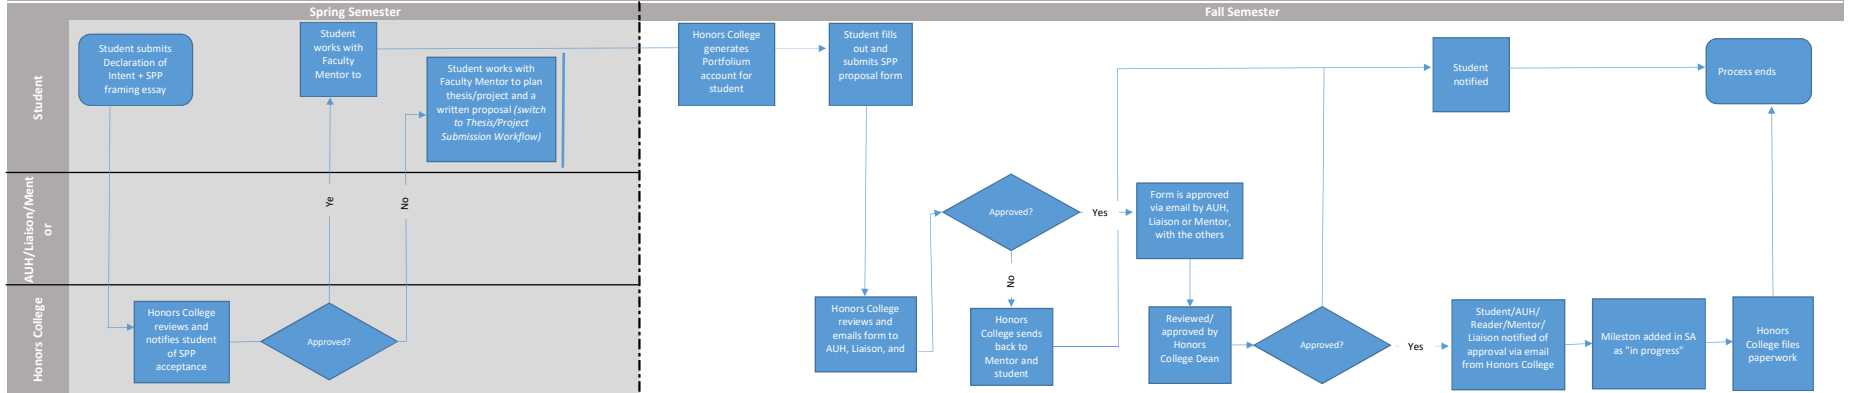 Spring Semester
Fall Semester
Student
Student submits
Declaration of
Intent + SPP
framing essay
Student
works with
Faculty
Mentor to
Student works with
Faculty Mentor to plan
thesis/project and a
written proposal (switch
to Thesis/Project
Submission Workflow)
Honors College
generates
Portfolium
account for
student
Student fills
out and
submits SPP
proposal form
Student
notified
Process ends
AUH/Liaison/Ment
or
Ye
No
Approved?
Yes
No
Form is approved
via email by AUH,
Liaison or Mentor,
with the others
Honors College
Honors College
reviews and
notifies student
of SPP
acceptance
Approved?
Honors College
reviews and
emails form to
AUH, Liaison, and
Honors
College sends
back to
Mentor and
student
Reviewed/
approved by
Honors
College Dean
Approved?
Yes
Student/AUH/
Reader/Mentor/
Liaison notified of
approval via email
from Honors College
Mileston added in SA
as "in progress"
Honors
College files
paperwork